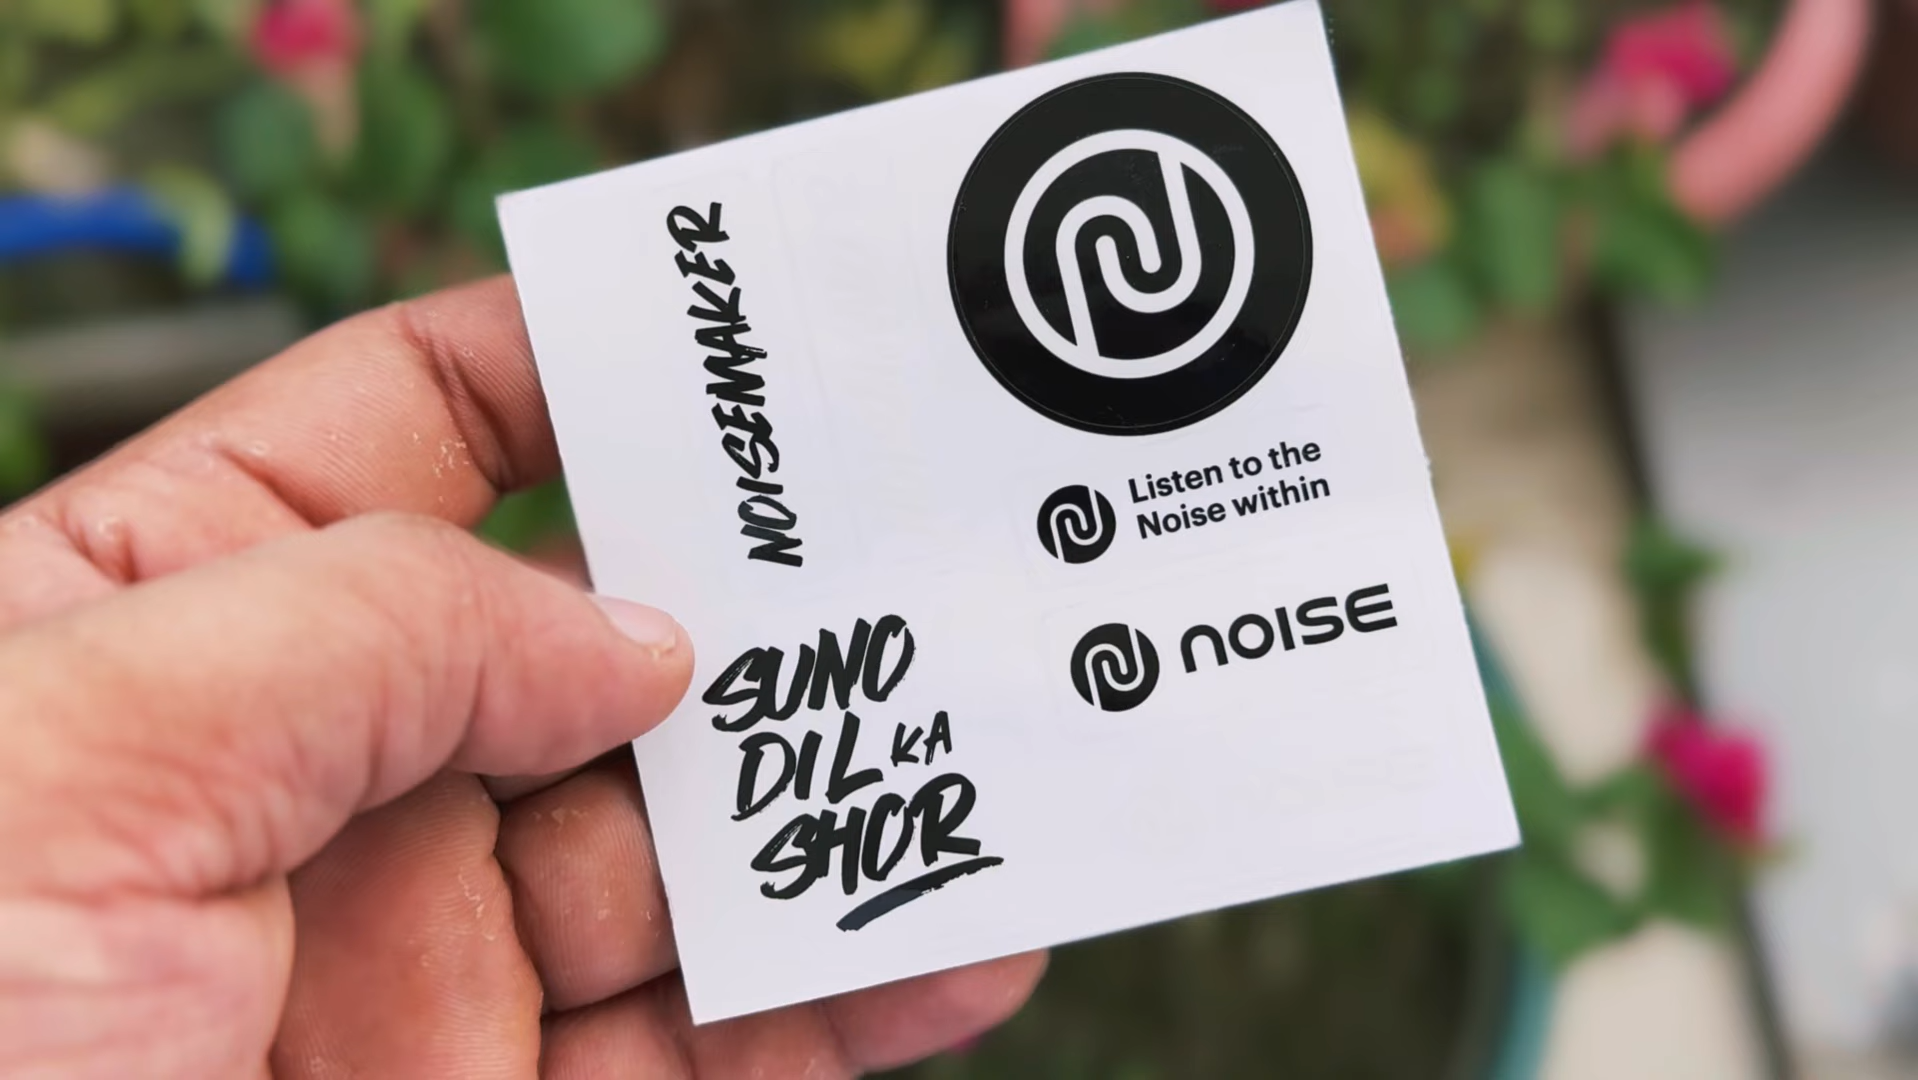 NOISEMAKER
Listen to the
Noise within
NOISE
SUNO
DIL KA
SHOR